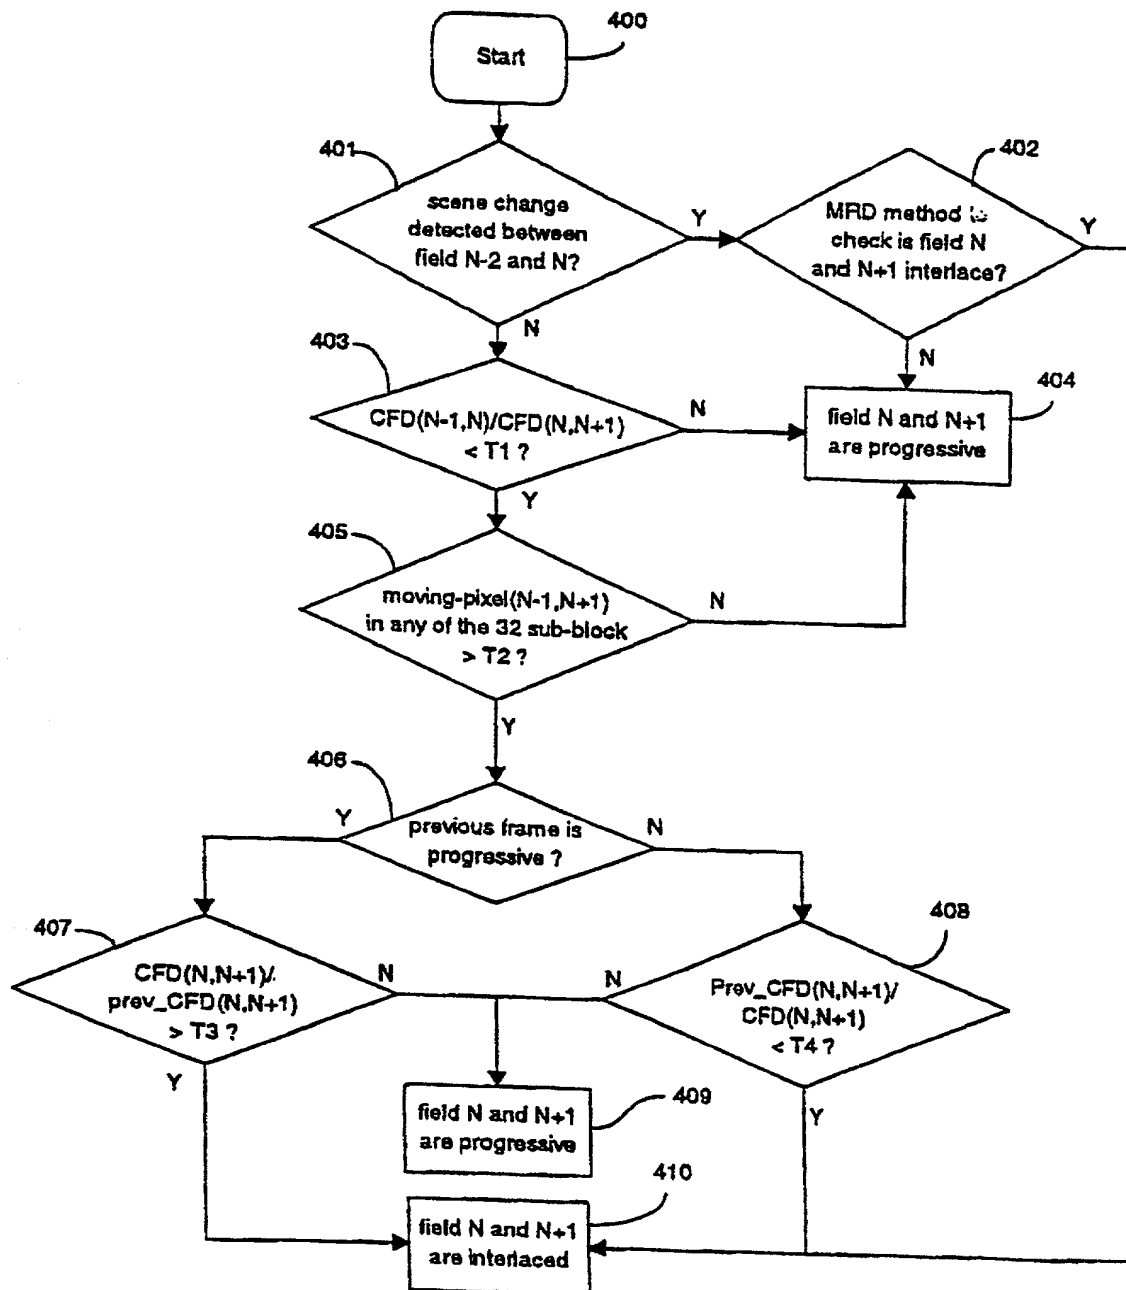 400
Start
401
scene change
detected between
field N-2 and N?
Y
402
MRD method to
check is field N
and N+1 interlace?
Y
N
N
403
CFD(N-1,N)/CFD(N,N+1)
< T1 ?
N
404
field N and N+1
are progressive
Y
405
moving-pixel(N-1,N+1)
in any of the 32 sub-block
> T2 ?
N
Y
406
previous frame is
progressive ?
Y
N
407
CFD(N,N+1)/
prev_CFD(N,N+1)
> T3 ?
N
Y
408
Prev_CFD(N,N+1)/
CFD(N,N+1)
< T4 ?
N
Y
409
field N and N+1
are progressive
410
field N and N+1
are interlaced